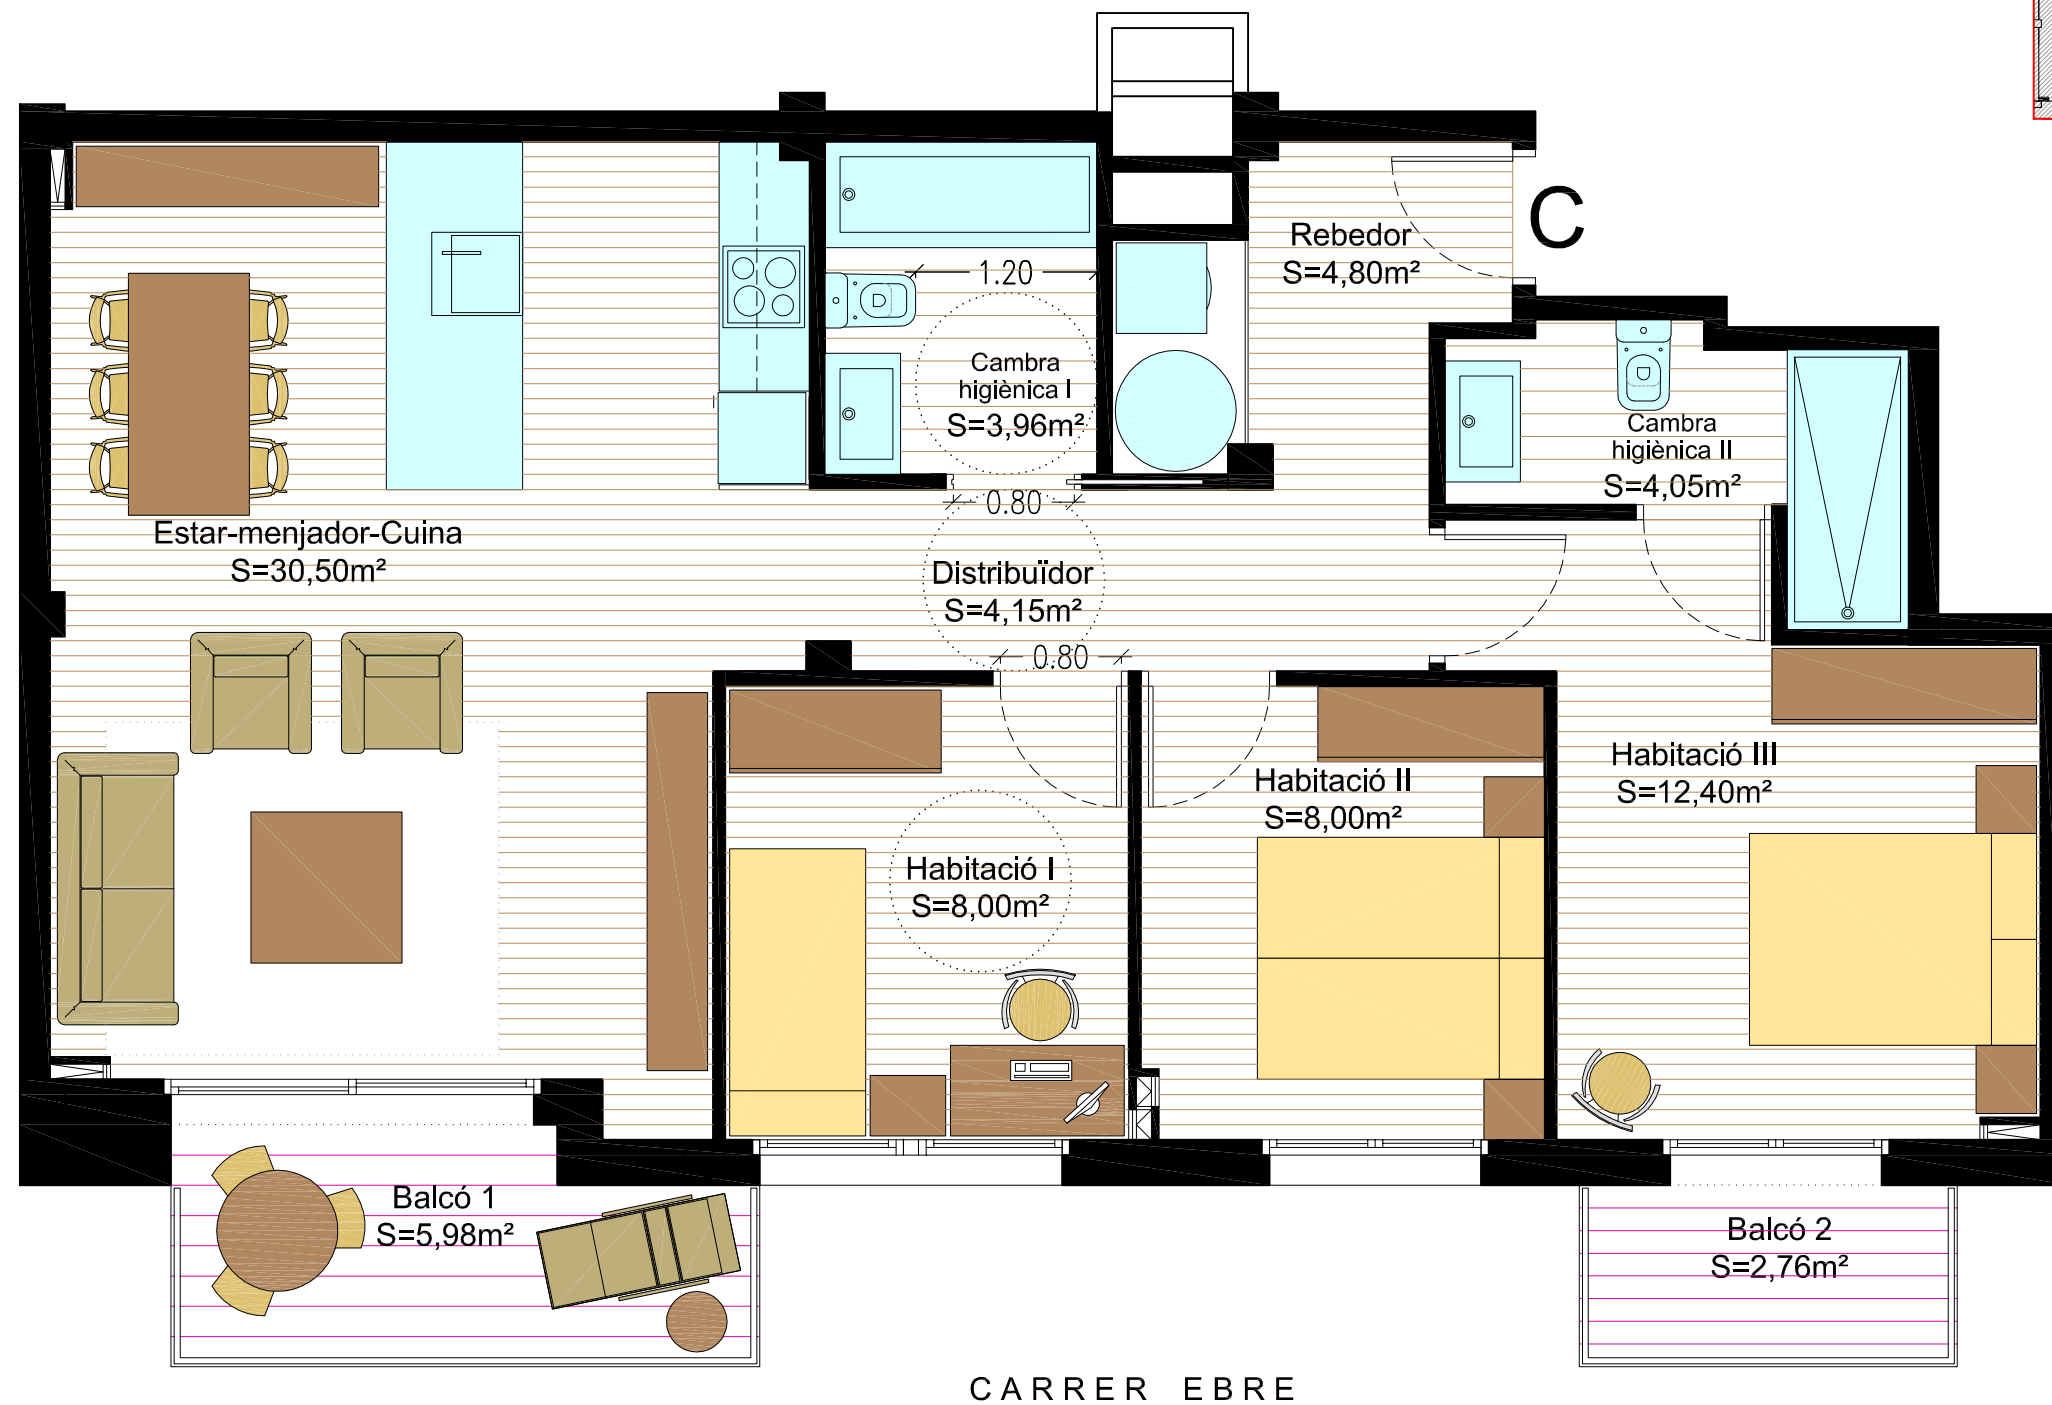 C
Rebedor
S=4,80m²
1.20
Cambra
higiènica I
S=3,96m²
Cambra
higiènica II
S=4,05m²
0.80
Estar-menjador-Cuina
S=30,50m²
Distribuïdor
S=4,15m²
0.80
Habitació I
S=8,00m²
Habitació II
S=8,00m²
Habitació III
S=12,40m²
Balcó 1
S=5,98m²
Balcó 2
S=2,76m²
CARRER EBRE